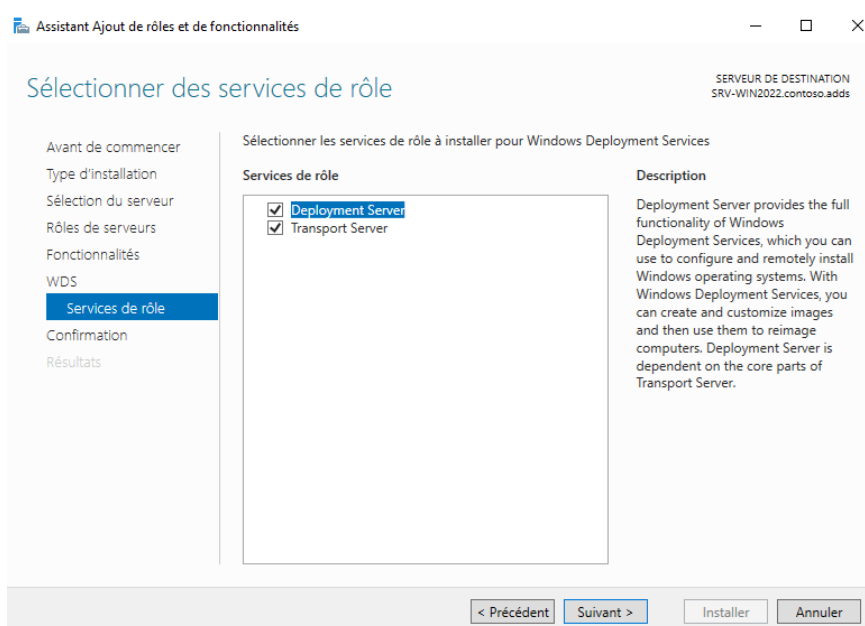 Assistant Ajout de rôles et de fonctionnalités
Sélectionner des services de rôle
SERVEUR DE DESTINATION
SRV-WIN2022.contoso.adds
Avant de commencer
Type d'installation
Sélection du serveur
Rôles de serveurs
Fonctionnalités
WDS
Services de rôle
Confirmation
Résultats
Sélectionner les services de rôle à installer pour Windows Deployment Services
Services de rôle
Deployment Server
Transport Server
Description
Deployment Server provides the full
functionality of Windows
Deployment Services, which you can
use to configure and remotely install
Windows operating systems. With
Windows Deployment Services, you
can create and customize images
and then use them to reimage
computers. Deployment Server is
dependent on the core parts of
Transport Server.
< Précédent
Suivant >
Installer
Annuler